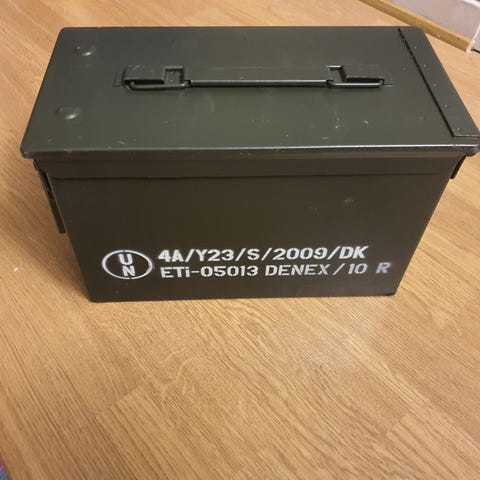 UN
4A/Y23/S/2009/DK
ETi-05013 DENEX/10 R